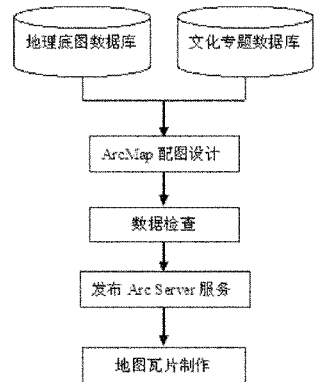 地理底图数据库
文化专题数据库
ArcMap 配图设计
数据检查
发布 Arc Server 服务
地图瓦片制作